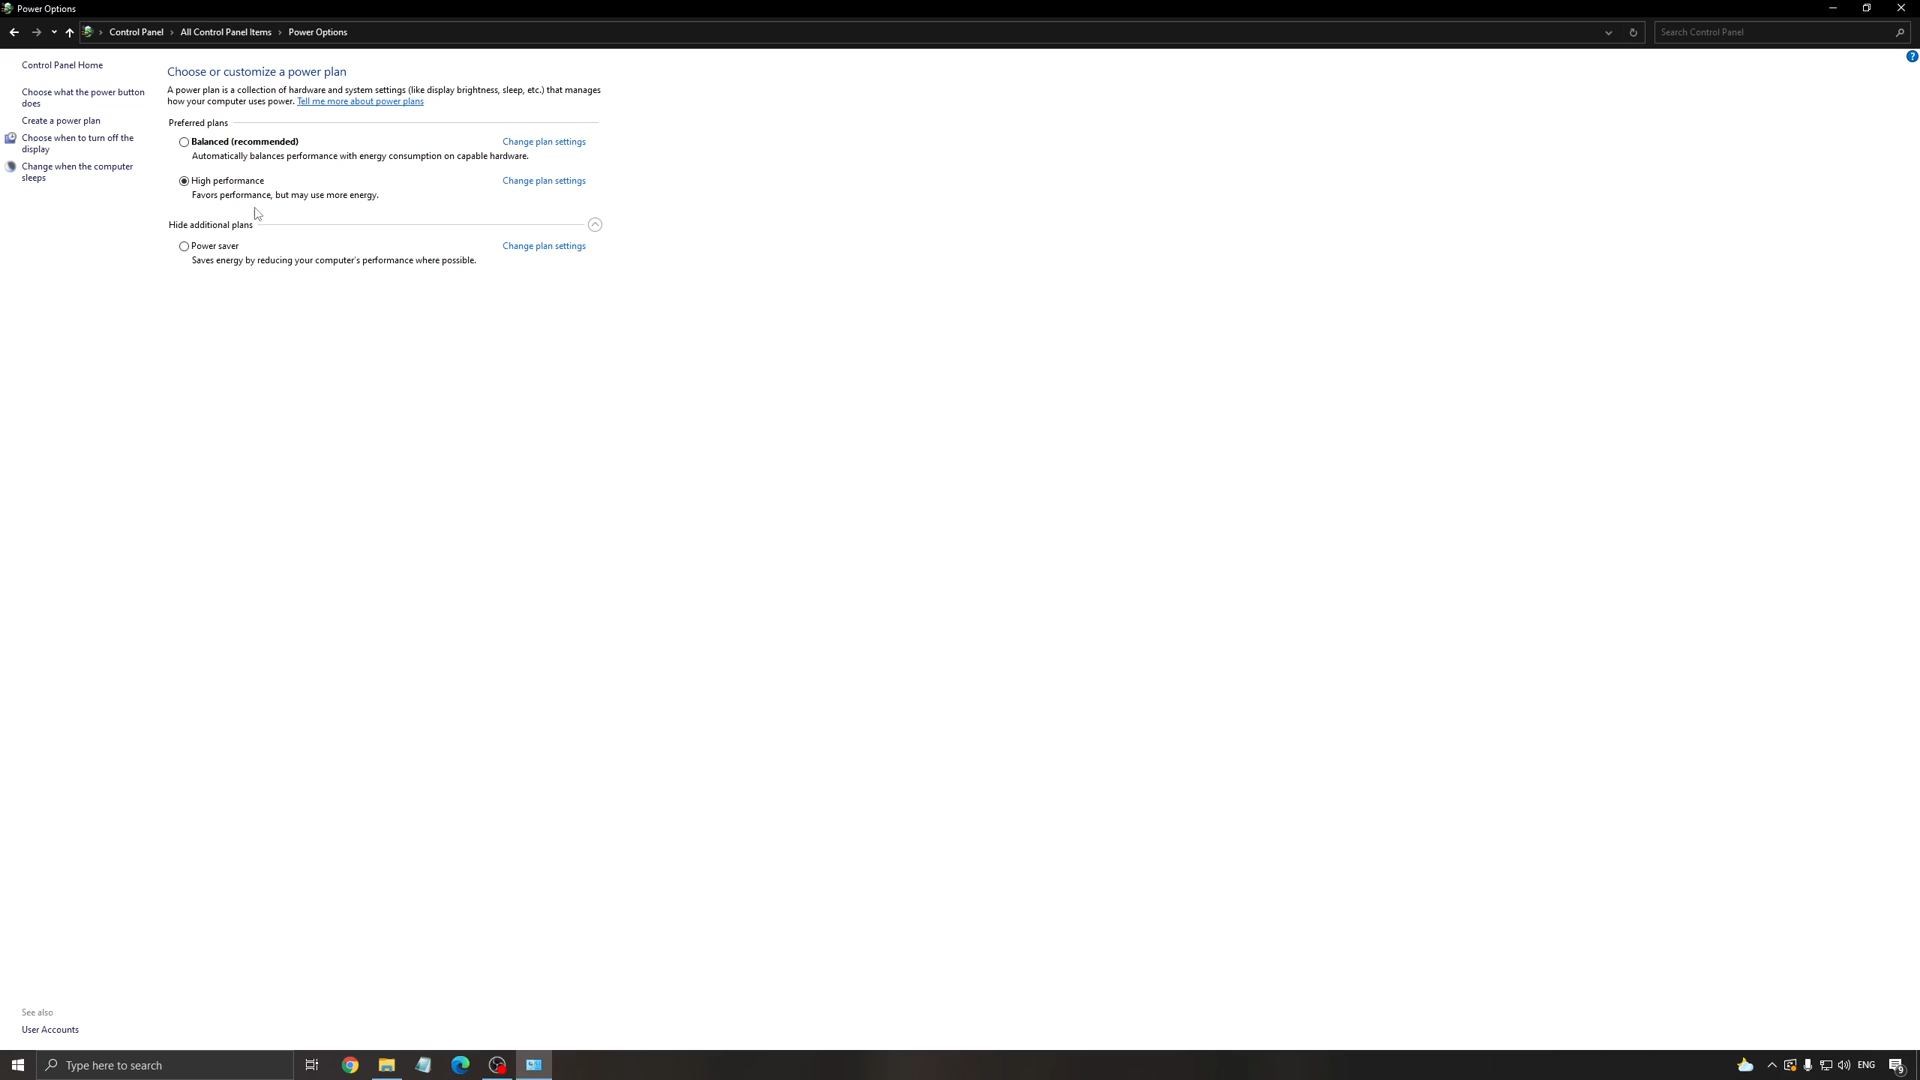 Power Options
Control Panel
All Control Panel Items
Power Options
Search Control Panel
Control Panel Home
Choose what the power button
does
Create a power plan
Choose when to turn off the
display
Change when the computer
sleeps
Choose or customize a power plan
A power plan is a collection of hardware and system settings (like display brightness, sleep, etc.) that manages
how your computer uses power. Tell me more about power plans
Preferred plans
Balanced (recommended) Change plan settings
Automatically balances performance with energy consumption on capable hardware.
High performance Change plan settings
Favors performance, but may use more energy.
Hide additional plans
Power saver Change plan settings
Saves energy by reducing your computer's performance where possible.
See also
User Accounts
Type here to search
ENG
9